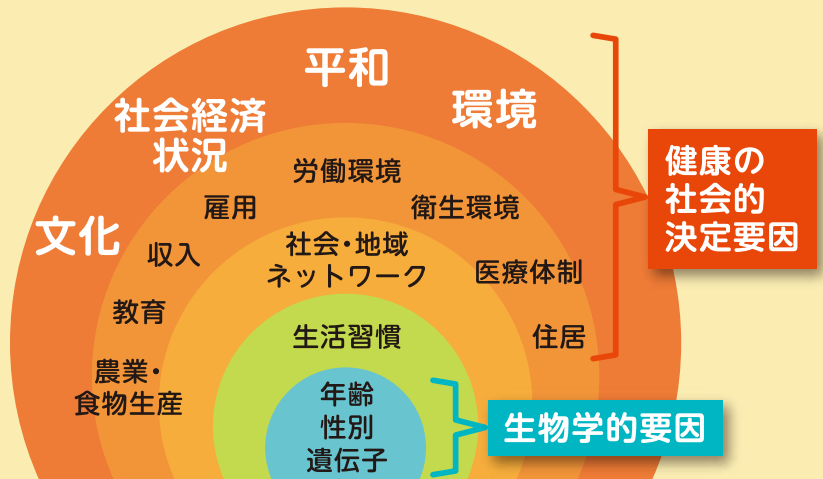 平和
環境
社会経済
状況
文化
労働環境
雇用
衛生環境
収入
医療体制
教育
住居
農業・
食物生産
社会・地域
ネットワーク
生活習慣
年齢
性別
遺伝子
健康の
社会的
決定要因
生物学的要因